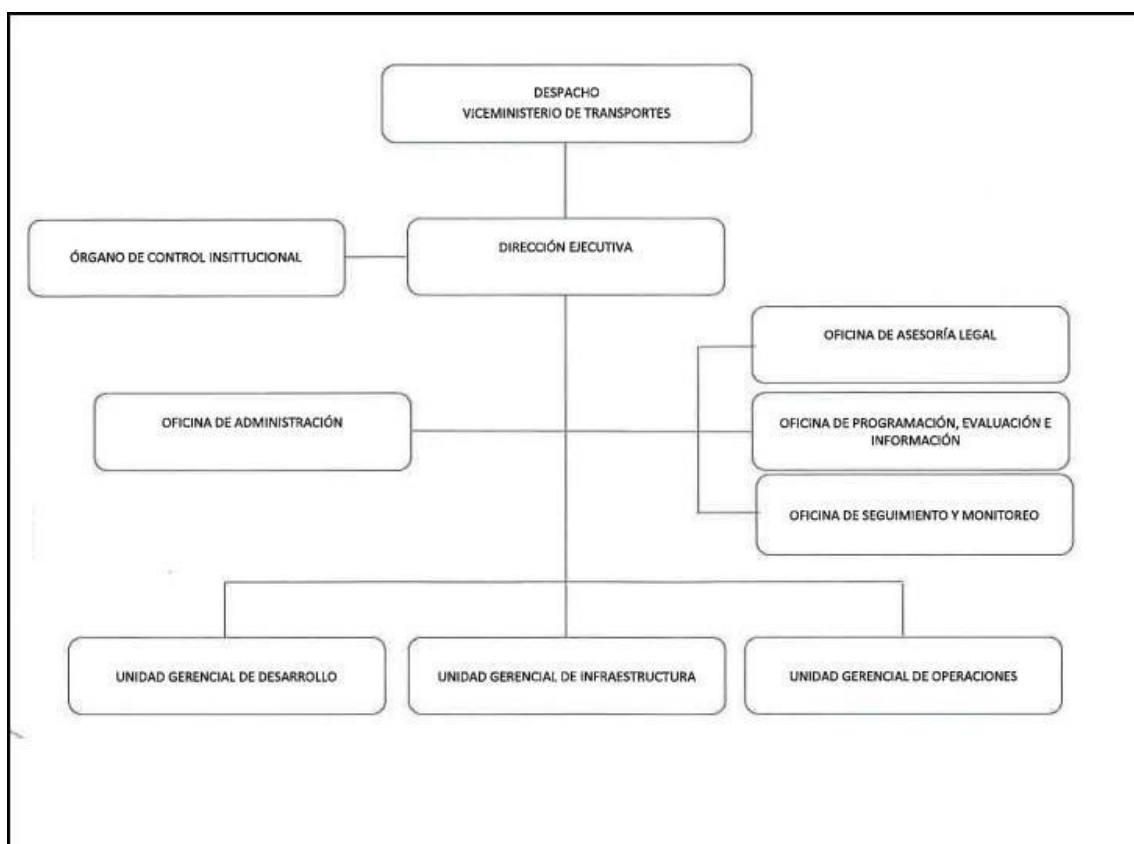 DESPACHO
VICEMINISTERIO DE TRANSPORTES
ÓRGANO DE CONTROL INSITTUCIONAL
DIRECCIÓN EJECUTIVA
OFICINA DE ASESORÍA LEGAL
OFICINA DE ADMINISTRACIÓN
OFICINA DE PROGRAMACIÓN, EVALUACIÓN E
INFORMACIÓN
OFICINA DE SEGUIMIENTO Y MONITOREO
UNIDAD GERENCIAL DE DESARROLLO
UNIDAD GERENCIAL DE INFRAESTRUCTURA
UNIDAD GERENCIAL DE OPERACIONES